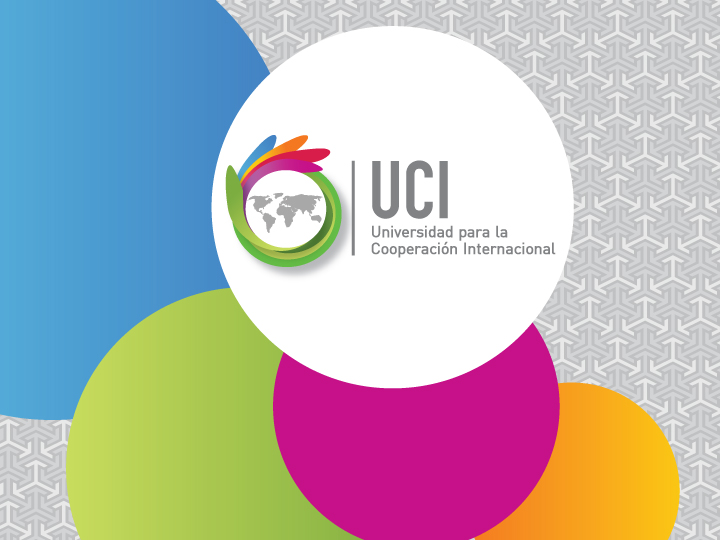 UCI
Universidad para la
Cooperación Internacional